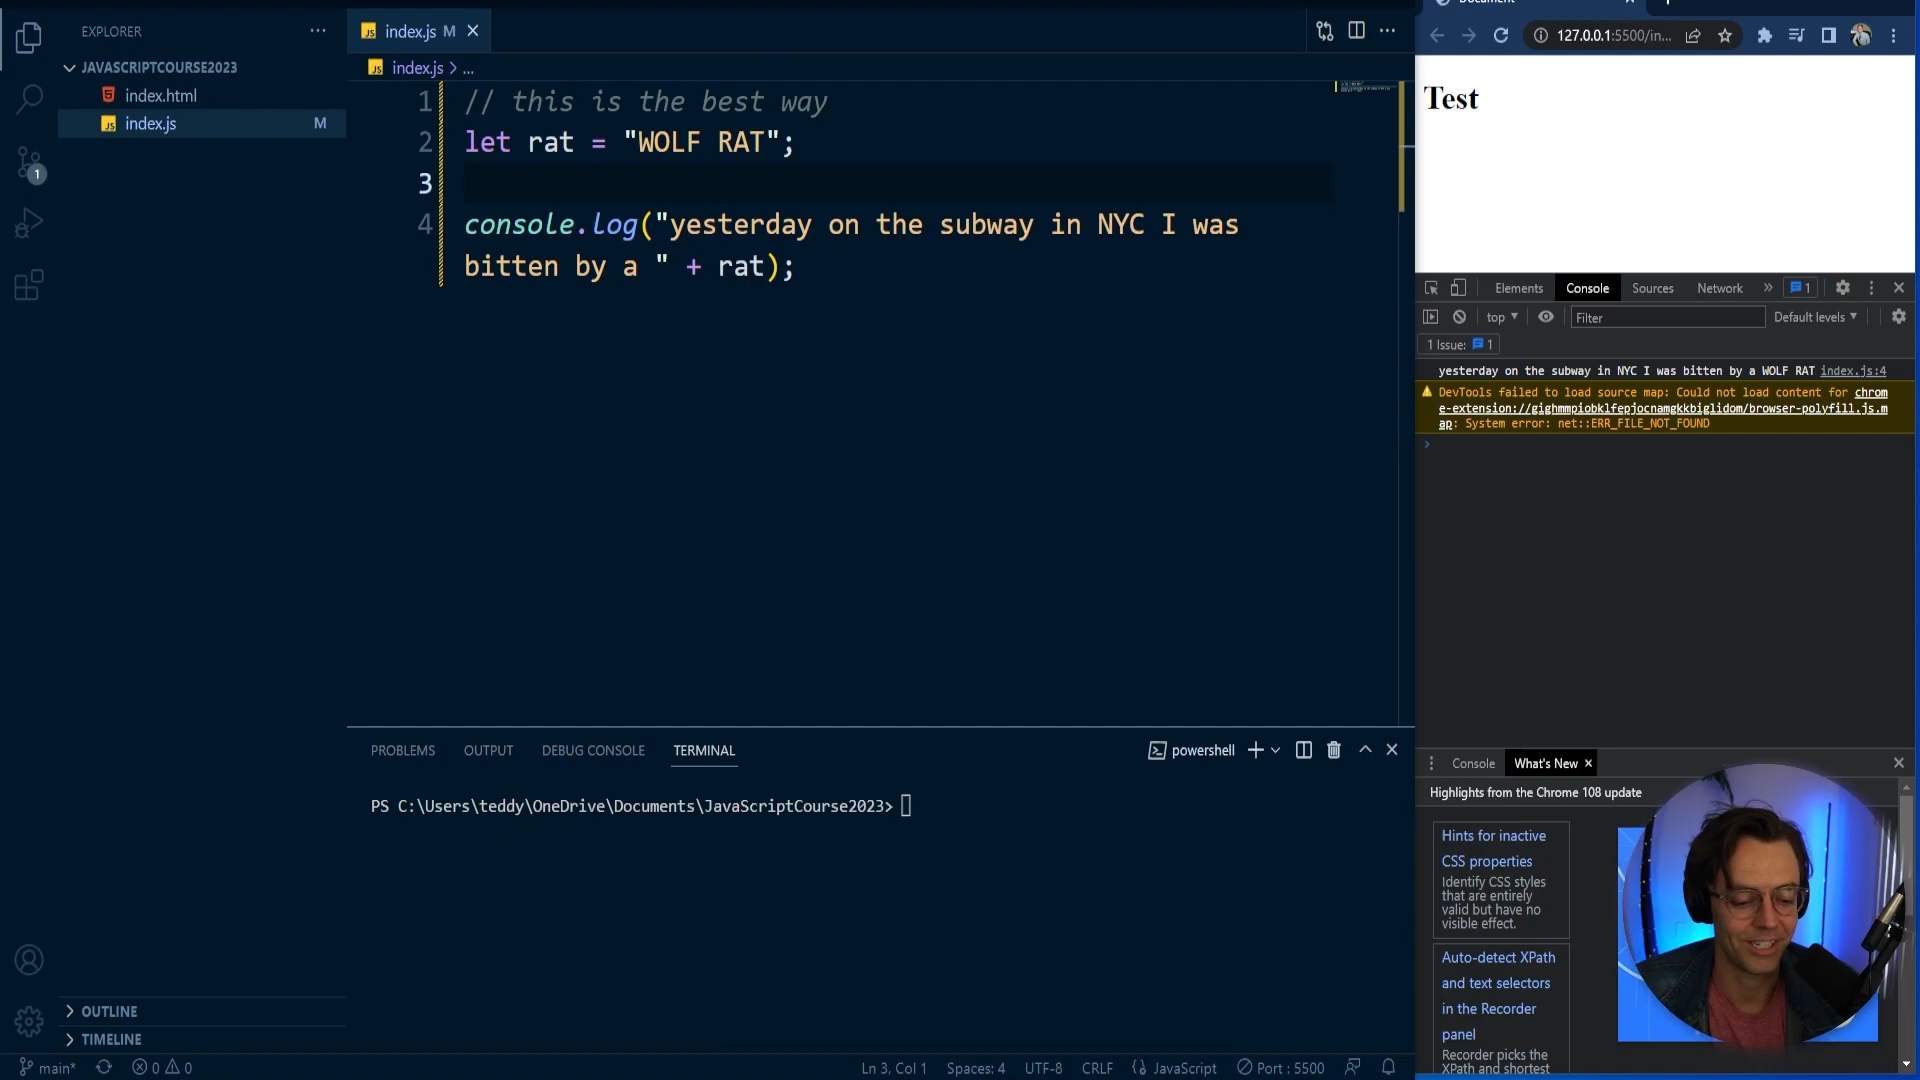 EXPLORER
JAVASCRIPTCOURSE2023
index.html
index.js M
1
OUTLINE
TIMELINE
index.js M
index.js > ...
1 // this is the best way
2 let rat = "WOLF RAT";
3
4 console.log("yesterday on the subway in NYC I was
bitten by a " + rat);
PROBLEMS OUTPUT DEBUG CONSOLE TERMINAL
powershell
PS C:\Users\teddy\OneDrive\Documents\JavaScriptCourse2023>
main* 0 0 Ln 3, Col 1 Spaces: 4 UTF-8 CRLF JavaScript Port : 5500
Document
127.0.0.1:5500/in...
Test
Elements Console Sources Network » 1
top Filter Default levels
1 Issue: 1
yesterday on the subway in NYC I was bitten by a WOLF RAT index.js:4
DevTools failed to load source map: Could not load content for chrom
e-extension://gighmmpiobklfepjocnamgkkbiglidom/browser-polyfill.js.m
ap: System error: net::ERR_FILE_NOT_FOUND
Console What's New
Highlights from the Chrome 108 update
Hints for inactive
CSS properties
Identify CSS styles
that are entirely
valid but have no
visible effect.
Auto-detect XPath
and text selectors
in the Recorder
panel
Recorder picks the
XPath and shortest